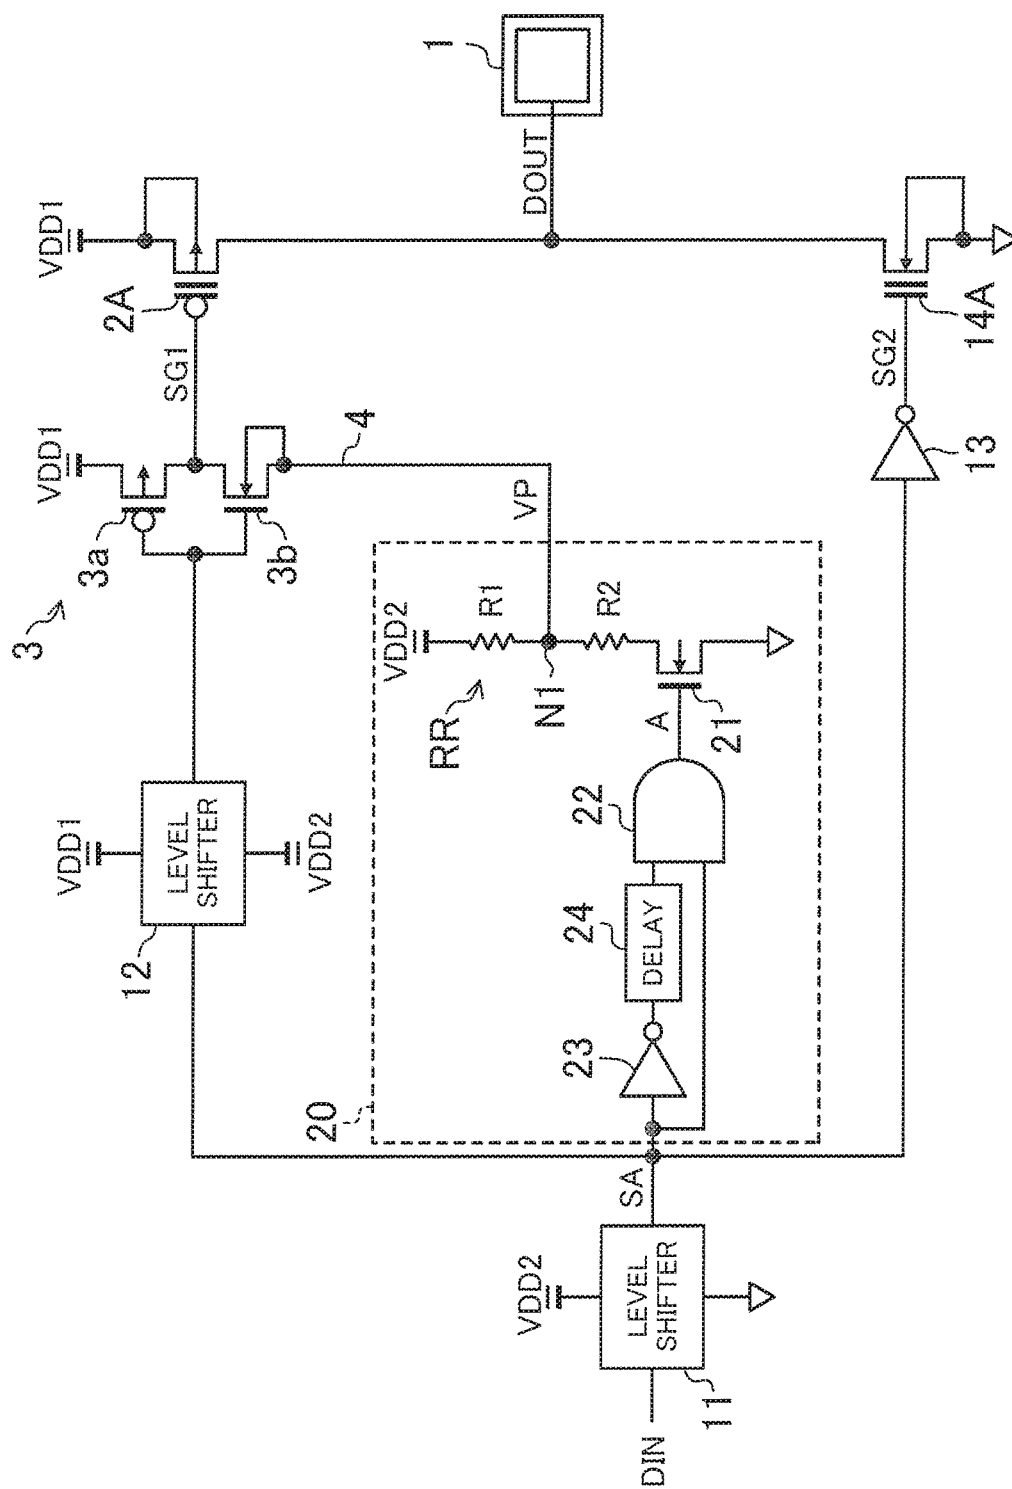 DIN
11
LEVEL
SHIFTER
VDD2
SA
12
LEVEL
SHIFTER
VDD1
VDD2
20
23
24
DELAY
22
A
21
RR
N1
VDD2
R1
R2
VP
4
3
3a
3b
VDD1
SG1
2A
VDD1
13
SG2
14A
DOUT
1